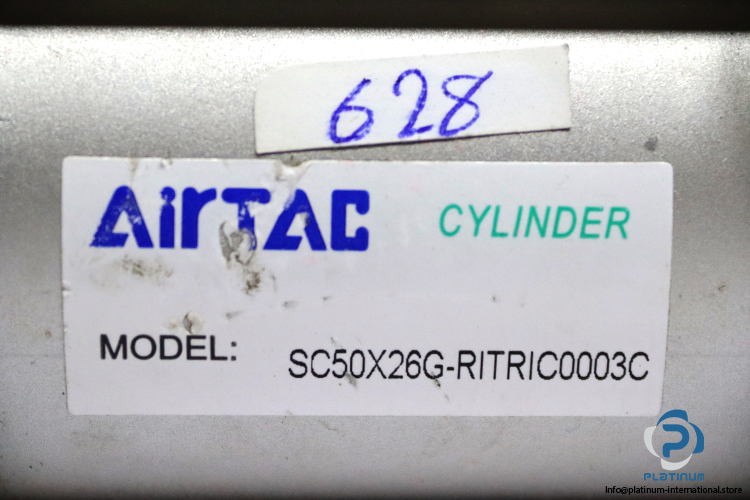 628
AirTAC CYLINDER
MODEL: SC50X26G-RITRIC0003C
PLATINUM
Info@platinum-international.store